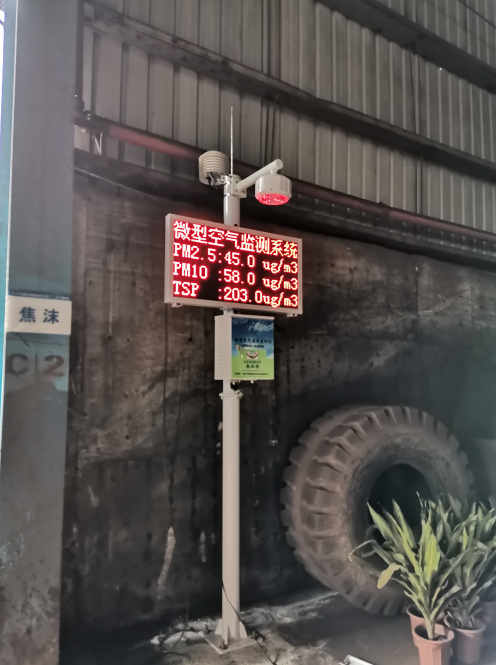 微型空气监测系统
PM2.5:45.0 ug/m3
PM10 :58.0 ug/m3
TSP :203.0ug/m3
焦沫
C2